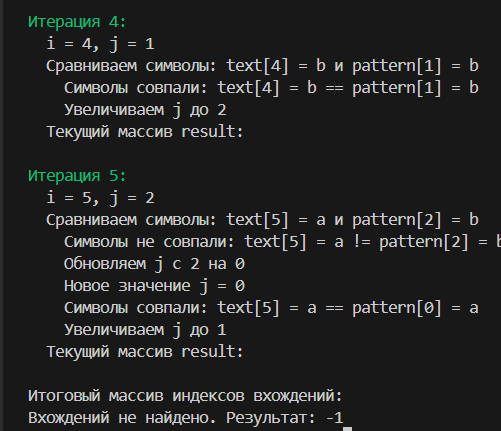 Итерация 4:
i = 4, j = 1
Сравниваем символы: text[4] = b и pattern[1] = b
Символы совпали: text[4] = b == pattern[1] = b
Увеличиваем j до 2
Текущий массив result:
Итерация 5:
i = 5, j = 2
Сравниваем символы: text[5] = a и pattern[2] = b
Символы не совпали: text[5] = a != pattern[2] = b
Обновляем j с 2 на 0
Новое значение j = 0
Символы совпали: text[5] = a == pattern[0] = a
Увеличиваем j до 1
Текущий массив result:
Итоговый массив индексов вхождений:
Вхождений не найдено. Результат: -1